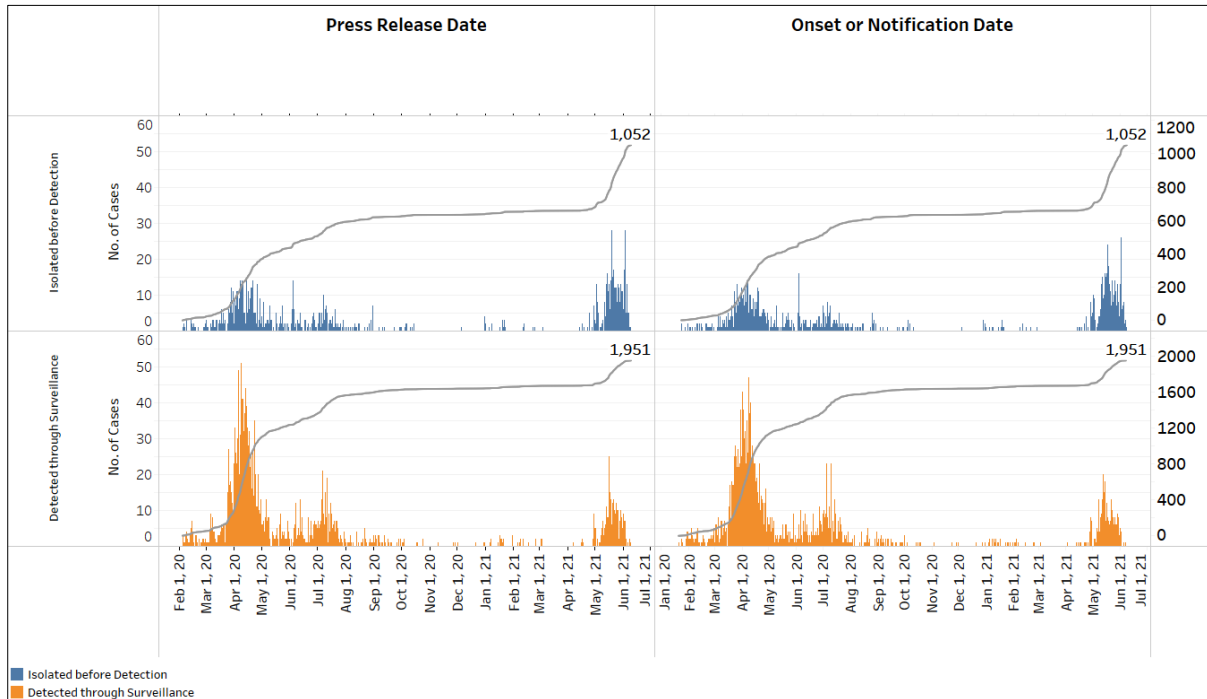 Press Release Date
Onset or Notification Date
Isolated before Detection
No. of Cases
60
50
40
30
20
10
0
1,052
1,052
1200
1000
800
600
400
200
0
Detected through Surveillance
No. of Cases
60
50
40
30
20
10
0
1,951
1,951
2000
1600
1200
800
400
0
Feb 1, 20
Mar 1, 20
Apr 1, 20
May 1, 20
Jun 1, 20
Jul 1, 20
Aug 1, 20
Sep 1, 20
Oct 1, 20
Nov 1, 20
Dec 1, 20
Jan 1, 21
Feb 1, 21
Mar 1, 21
Apr 1, 21
May 1, 21
Jun 1, 21
Jul 1, 21
Feb 1, 20
Mar 1, 20
Apr 1, 20
May 1, 20
Jun 1, 20
Jul 1, 20
Aug 1, 20
Sep 1, 20
Oct 1, 20
Nov 1, 20
Dec 1, 20
Jan 1, 21
Feb 1, 21
Mar 1, 21
Apr 1, 21
May 1, 21
Jun 1, 21
Jul 1, 21
Isolated before Detection
Detected through Surveillance